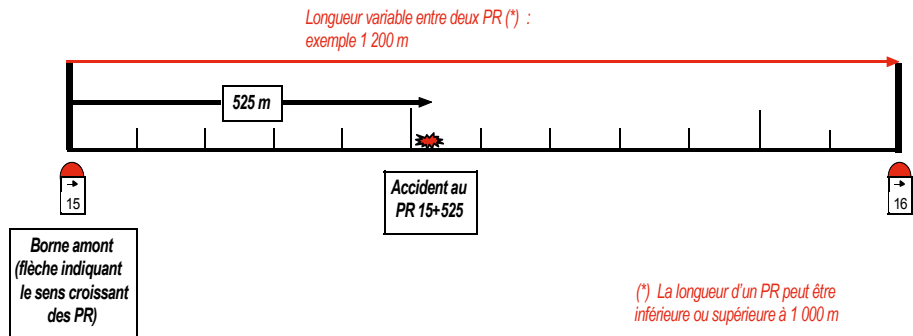 Longueur variable entre deux PR (*) :
exemple 1 200 m
525 m
15
Accident au
PR 15+525
16
Borne amont
(flèche indiquant
le sens croissant
des PR)
(*) La longueur d'un PR peut être
inférieure ou supérieure à 1 000 m